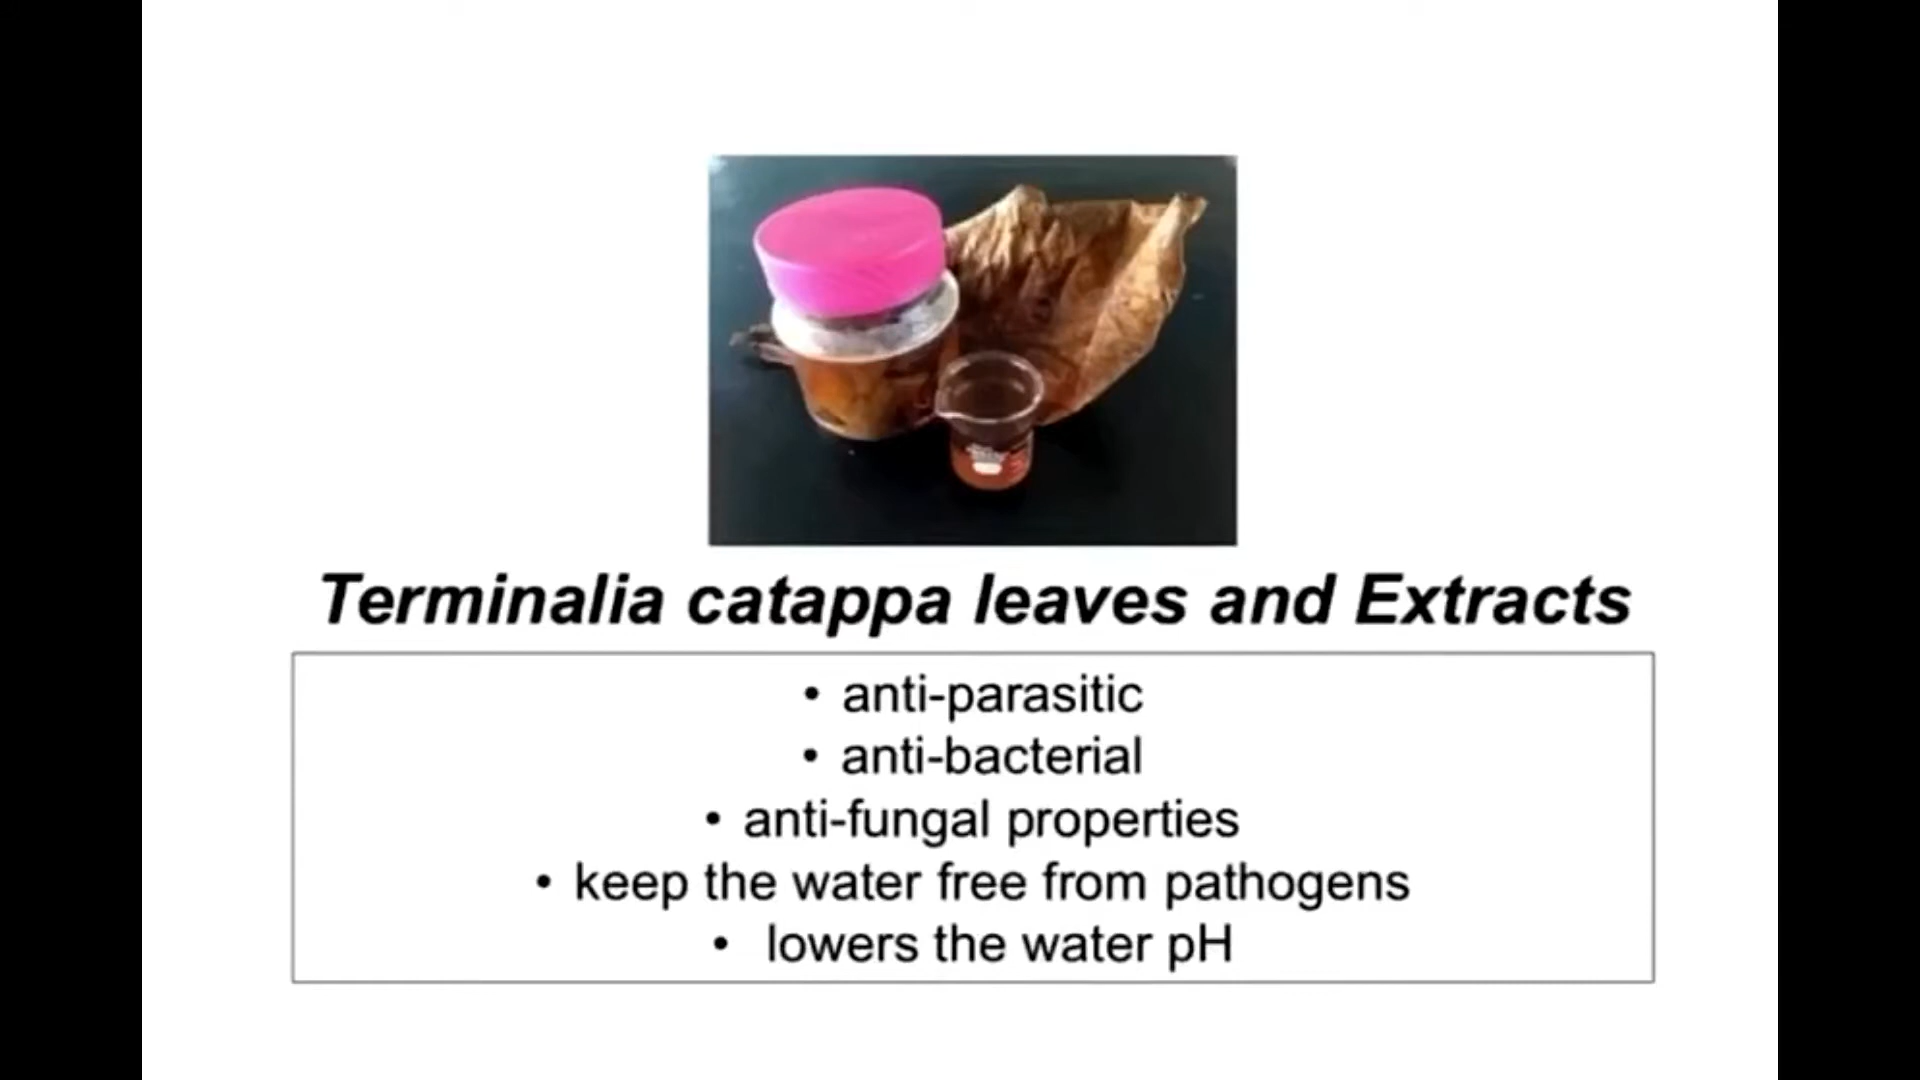 Terminalia catappa leaves and Extracts
• anti-parasitic
• anti-bacterial
• anti-fungal properties
• keep the water free from pathogens
• lowers the water pH